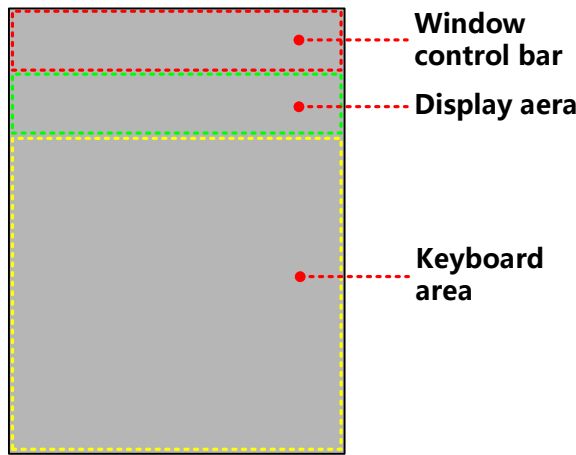 Window
control bar
Display aera
Keyboard
area